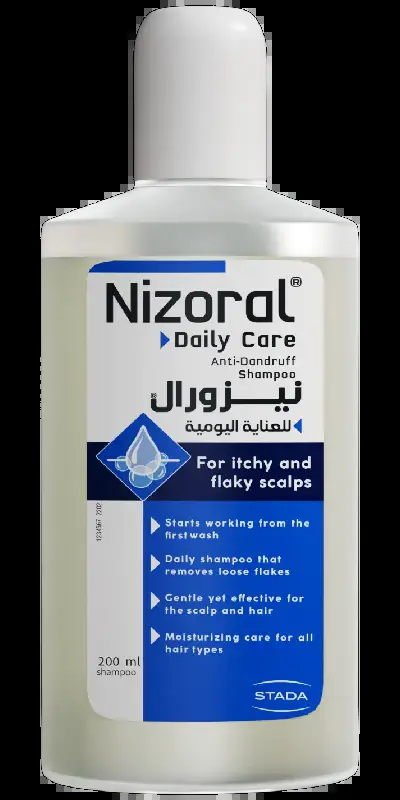 Nizoral®
Daily Care
Anti-Dandruff
Shampoo
نيزورال®
للعناية اليومية
For itchy and
flaky scalps
1234567-2202
Starts working from the
first wash
Daily shampoo that
removes loose flakes
Gentle yet effective for
the scalp and hair
Moisturizing care for all
hair types
200 ml
shampoo
STADA